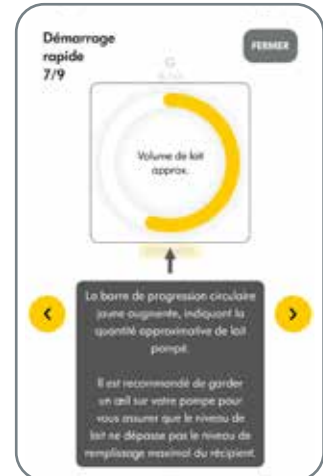 Démarrage
rapide
7/9
FERMER
G
Volume de lait
approx.
La barre de progression circulaire
jaune augmente, indiquant la
quantité approximative de lait
pompé.
Il est recommandé de garder
un œil sur votre pompe pour
vous assurer que le niveau de
lait ne dépasse pas le niveau de
remplissage maximal du récipient.